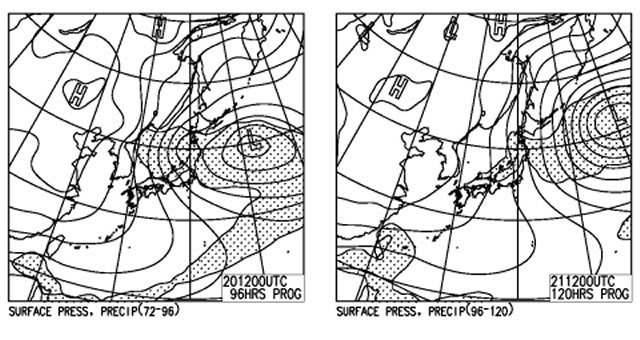 H
H
L
201200UTC
96HRS PROG
SURFACE PRESS, PRECIP(72-96)
L
H
H
L
211200UTC
120HRS PROG
SURFACE PRESS, PRECIP(96-120)